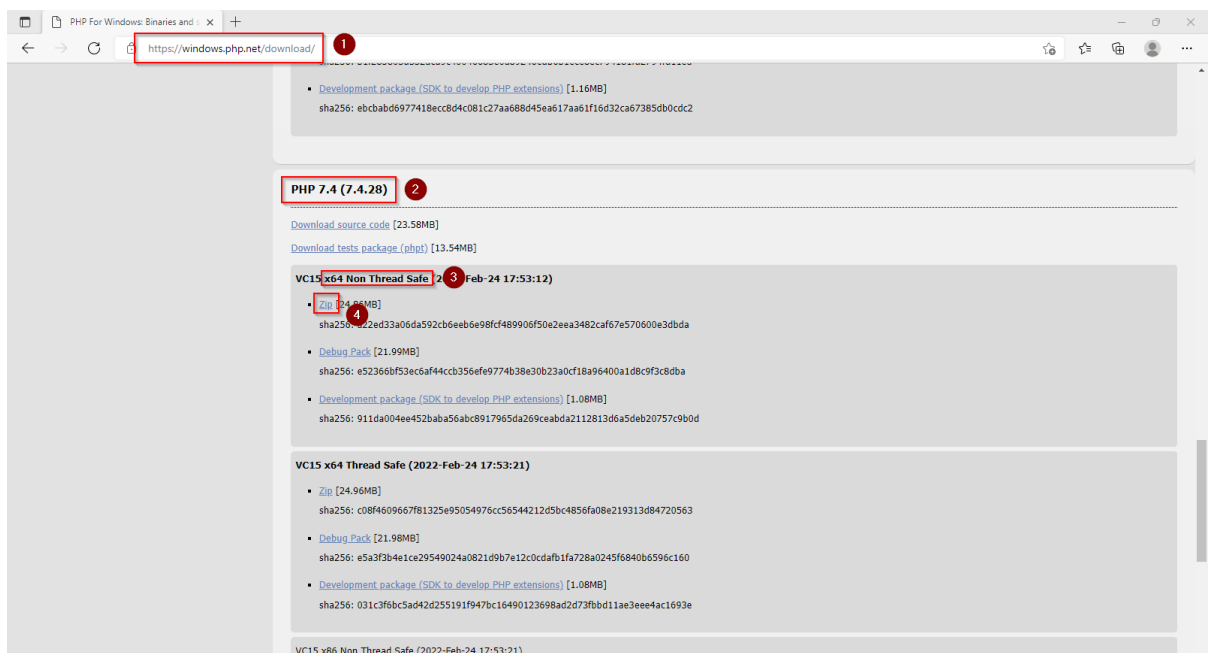 PHP For Windows: Binaries and s
https://windows.php.net/download/
1
Development package (SDK to develop PHP extensions) [1.16MB]
sha256: ebcbabd6977418ecc8d4c081c27aa688d45ea617aa61f16d32ca67385db0cdc2
PHP 7.4 (7.4.28)
2
Download source code [23.58MB]
Download tests package (phpt) [13.54MB]
VC15 x64 Non Thread Safe (2 3 Feb-24 17:53:12)
Zip [24.86MB]
4
sha256: 22ed33a06da592cb6eeb6e98fcf489906f50e2eea3482caf67e570600e3dbda
Debug Pack [21.99MB]
sha256: e52366bf53ec6af44ccb356efe9774b38e30b23a0cf18a96400a1d8c9f3c8dba
Development package (SDK to develop PHP extensions) [1.08MB]
sha256: 911da004ee452baba56abc8917965da269ceabda2112813d6a5deb20757c9b0d
VC15 x64 Thread Safe (2022-Feb-24 17:53:21)
Zip [24.96MB]
sha256: c08f4609667f81325e95054976cc56544212d5bc4856fa08e219313d84720563
Debug Pack [21.98MB]
sha256: e5a3f3b4e1ce29549024a0821d9b7e12c0cdafb1fa728a0245f6840b6596c160
Development package (SDK to develop PHP extensions) [1.08MB]
sha256: 031c3f6bc5ad42d255191f947bc16490123698ad2d73fbbd11ae3eee4ac1693e
VC15 x86 Non Thread Safe (2022-Feb-24 17:53:21)